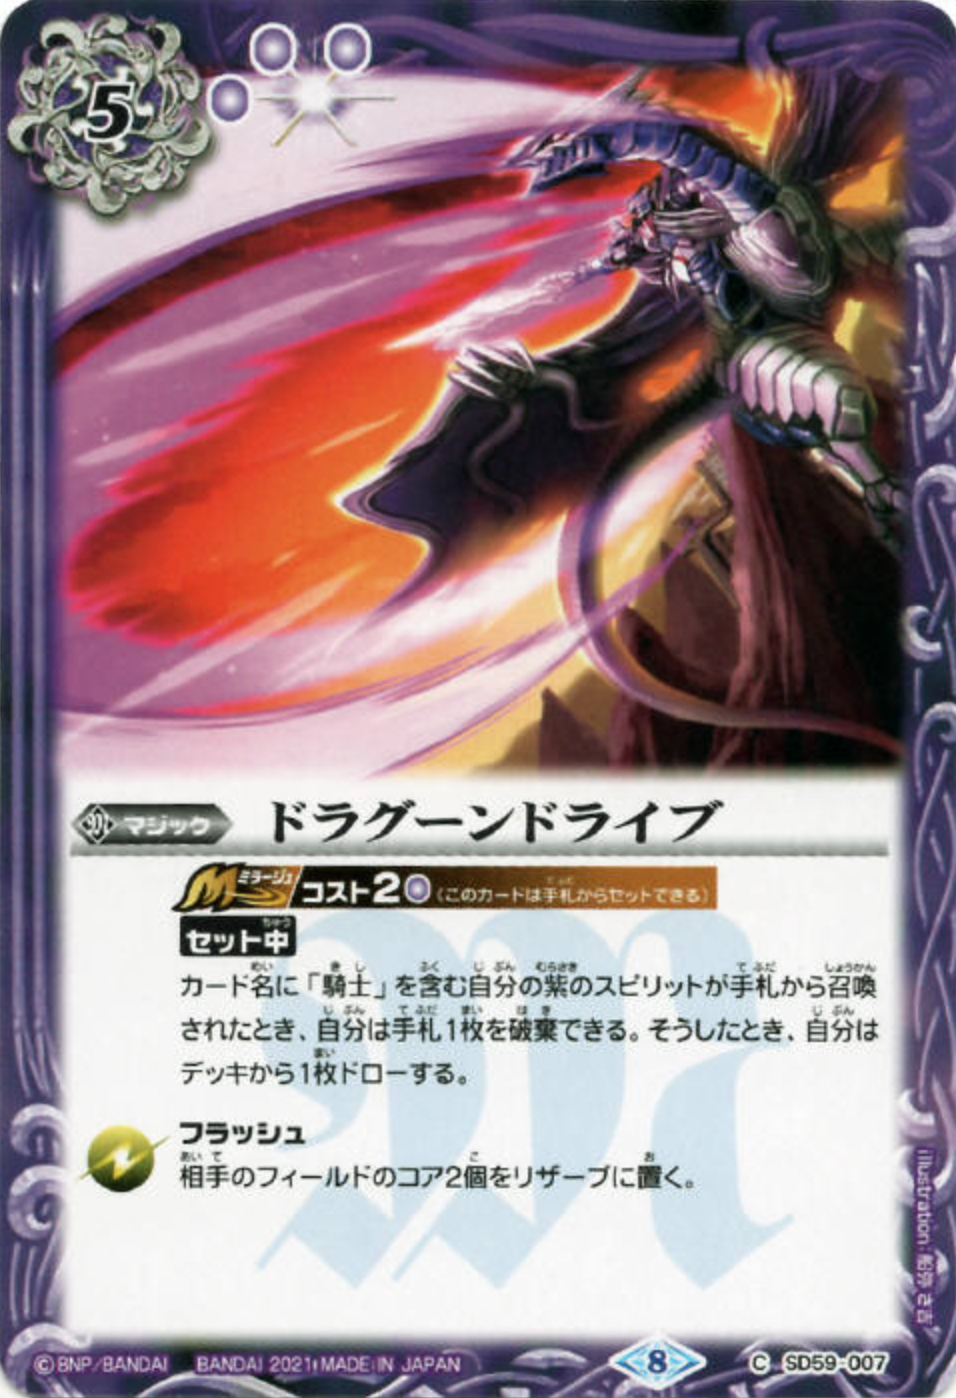 5
マジック
ドラグーンドライブ
Mミラージュ コスト2 (このカードは手札からセットできる)
セット中
カード名に「騎士」を含む自分の紫のスピリットが手札から召喚
されたとき、自分は手札1枚を破棄できる。そうしたとき、自分は
デッキから1枚ドローする。
フラッシュ
相手のフィールドのコア2個をリザーブに置く。
illustration:船弥さ吉
©BNP/BANDAI BANDAI 2021 MADE IN JAPAN
8
C SD59-007